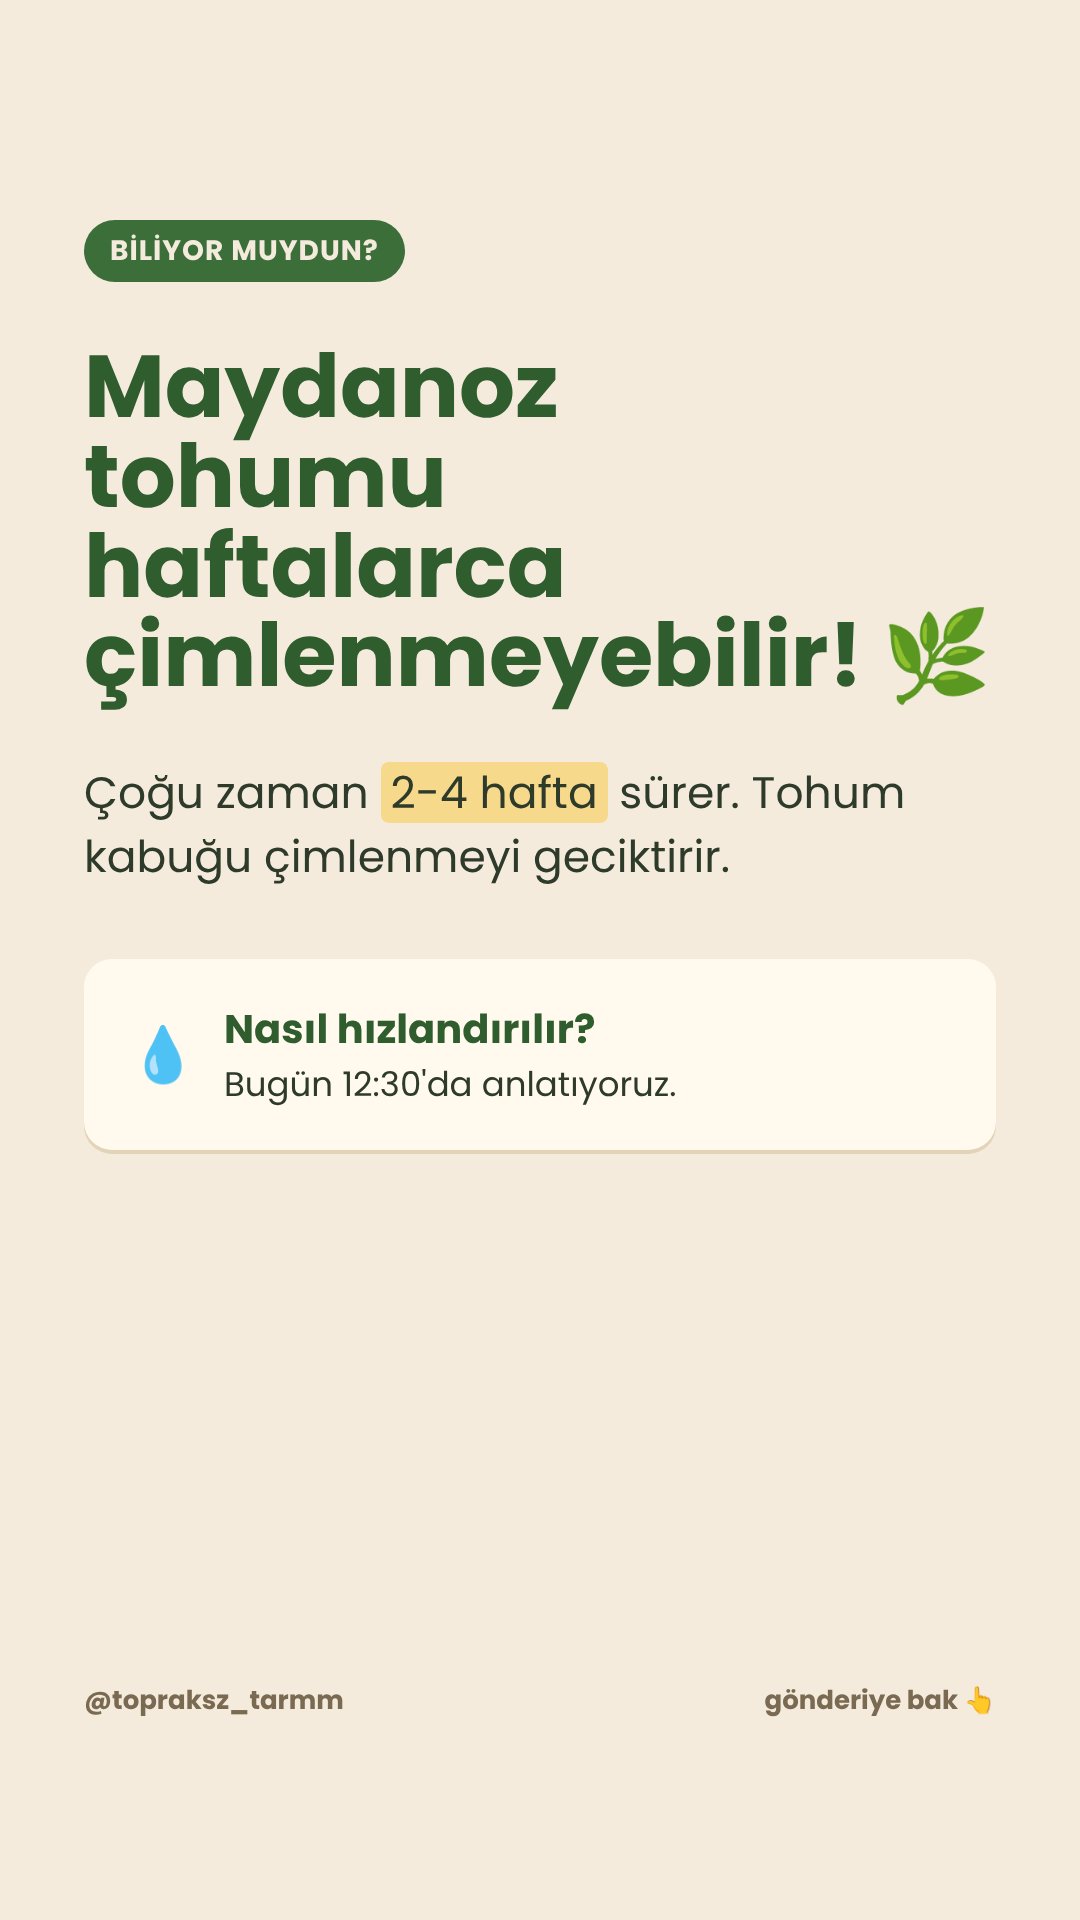 BİLİYOR MUYDUN?
Maydanoz
tohumu
haftalarca
çimlenmeyebilir! 🌿
Çoğu zaman 2-4 hafta sürer. Tohum
kabuğu çimlenmeyi geciktirir.
💧
Nasıl hızlandırılır?
Bugün 12:30'da anlatıyoruz.
@topraksz_tarmm
gönderiye bak 👆